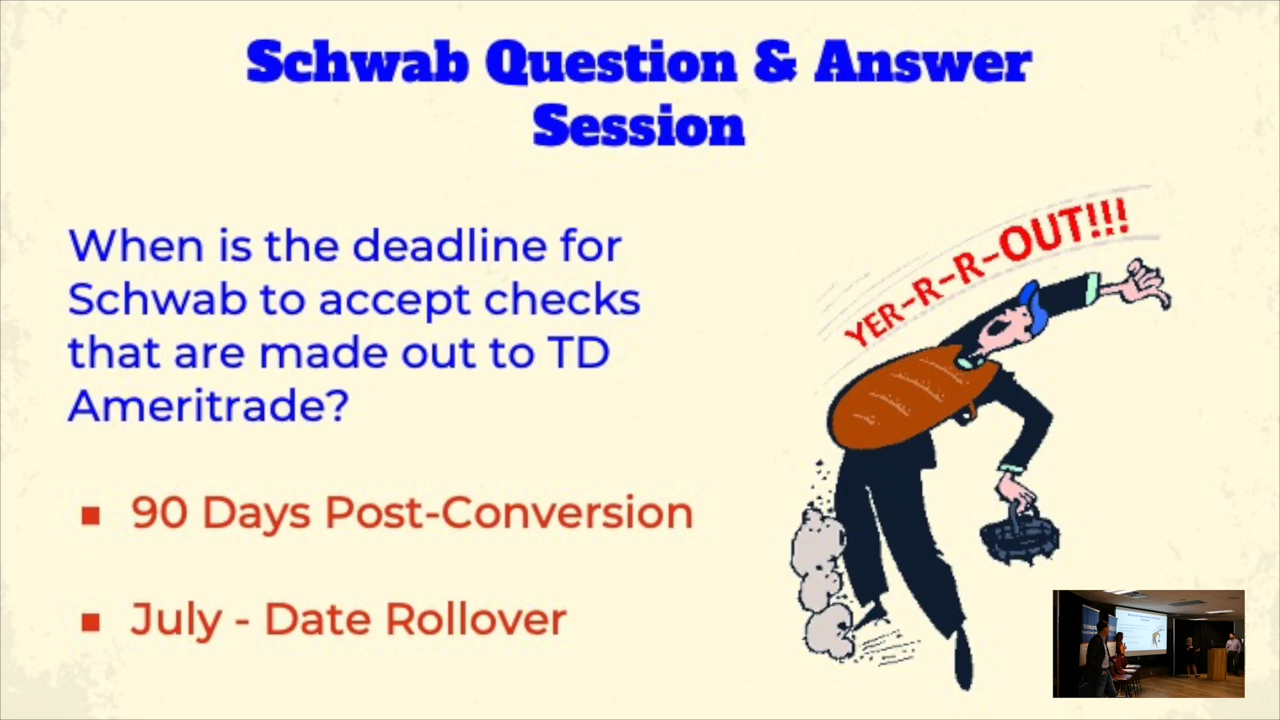 Schwab Question & Answer
Session
When is the deadline for
Schwab to accept checks
that are made out to TD
Ameritrade?
▪ 90 Days Post-Conversion
▪ July - Date Rollover
YER-R-R-OUT!!!